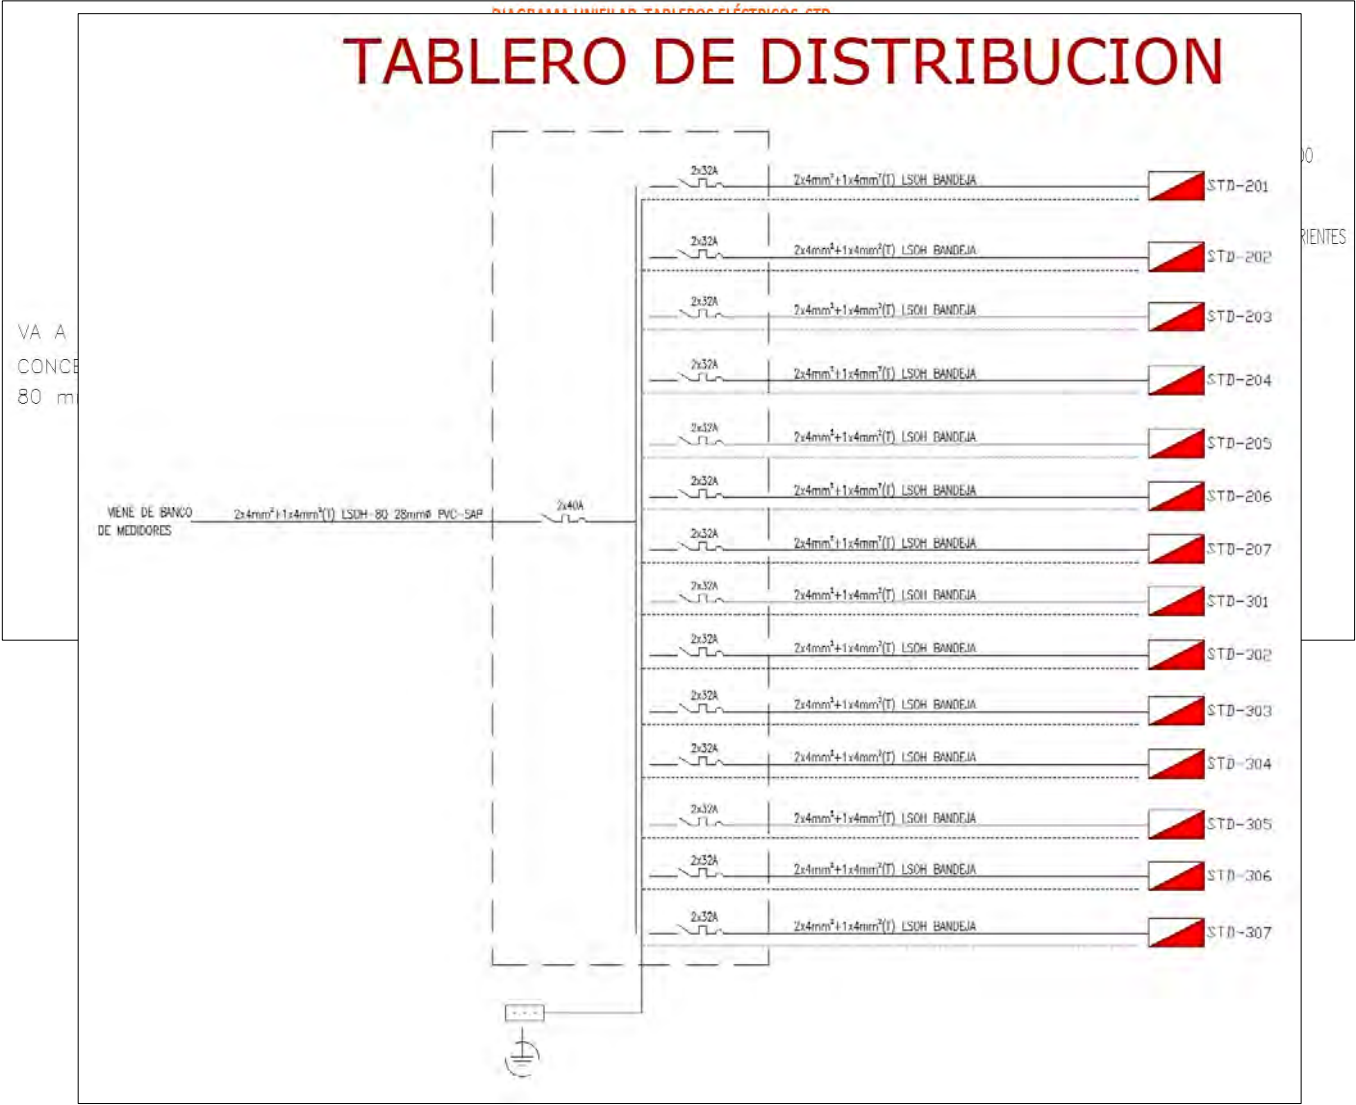 DIAGRAMA UNIFILAR TABLEROS ELÉCTRICOS STD
TABLERO DE DISTRIBUCION
2x32A
2x4mm²+1x4mm²(T) LSOH BANDEJA
STD-201
2x32A
2x4mm²+1x4mm²(T) LSOH BANDEJA
STD-202
2x32A
2x4mm²+1x4mm²(T) LSOH BANDEJA
STD-203
2x32A
2x4mm²+1x4mm²(T) LSOH BANDEJA
STD-204
2x32A
2x4mm²+1x4mm²(T) LSOH BANDEJA
STD-205
2x32A
2x4mm²+1x4mm²(T) LSOH BANDEJA
STD-206
VIENE DE BANCO
DE MEDIDORES
2x4mm²+1x4mm²(T) LSOH-80 28mmØ PVC-SAP
2x40A
2x32A
2x4mm²+1x4mm²(T) LSOH BANDEJA
STD-207
2x32A
2x4mm²+1x4mm²(T) LSOH BANDEJA
STD-301
2x32A
2x4mm²+1x4mm²(T) LSOH BANDEJA
STD-302
2x32A
2x4mm²+1x4mm²(T) LSOH BANDEJA
STD-303
2x32A
2x4mm²+1x4mm²(T) LSOH BANDEJA
STD-304
2x32A
2x4mm²+1x4mm²(T) LSOH BANDEJA
STD-305
2x32A
2x4mm²+1x4mm²(T) LSOH BANDEJA
STD-306
2x32A
2x4mm²+1x4mm²(T) LSOH BANDEJA
STD-307
VA A
80